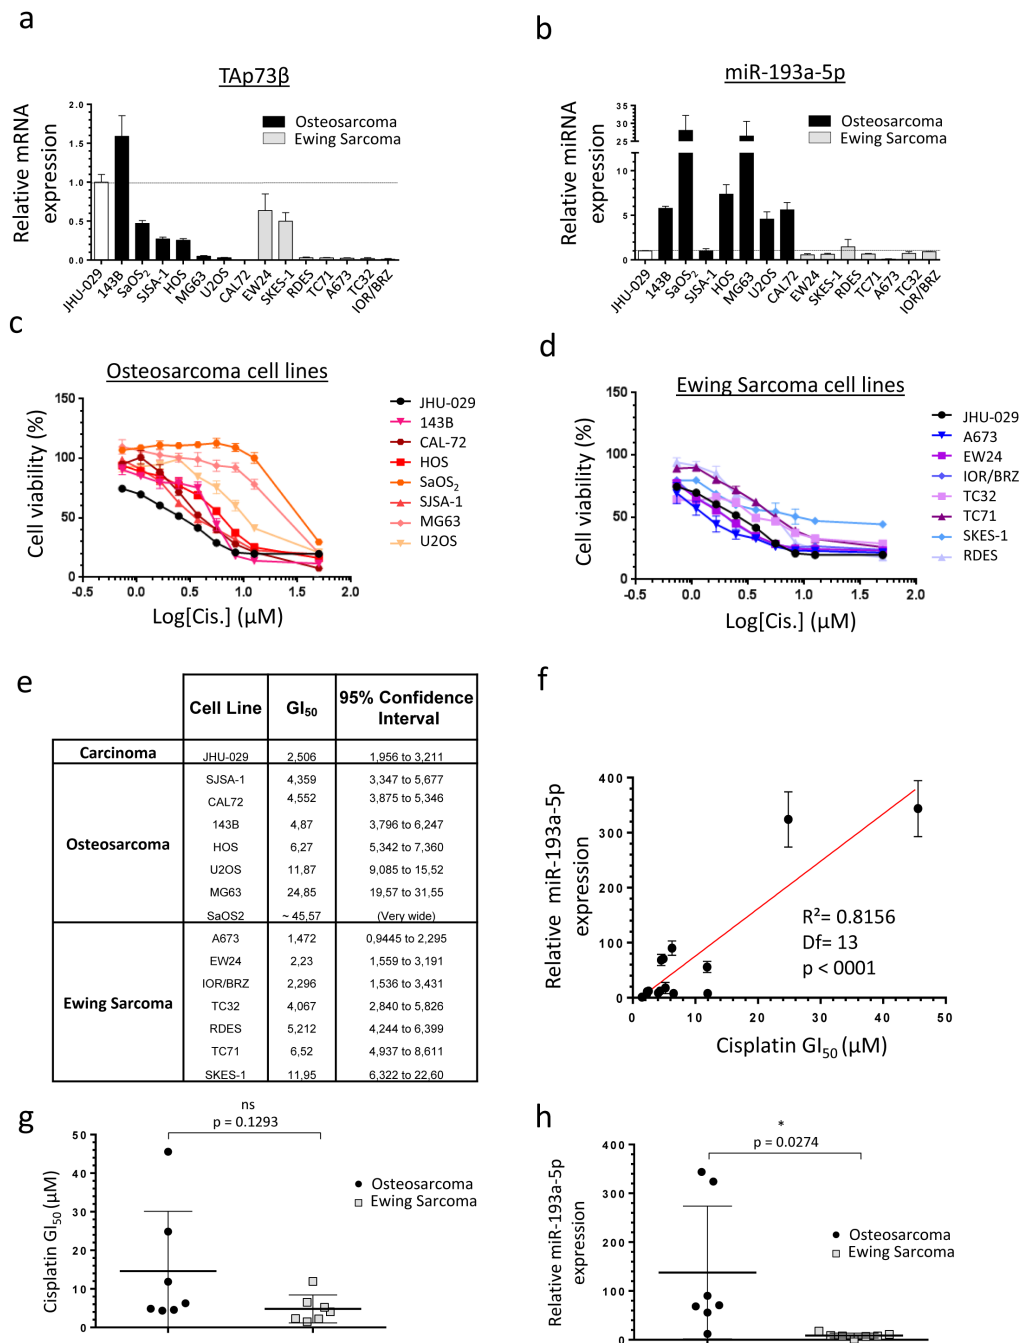 a
TAp73β
Relative mRNA
expression
2.0
1.5
1.0
0.5
0.0
Osteosarcoma
Ewing Sarcoma
JHU-029
143B
SaOS2
SJSA-1
HOS
MG63
U2OS
CAL72
EW24
SKES-1
RDES
TC71
A673
TC32
IOR/BRZ
b
miR-193a-5p
Relative miRNA
expression
35
30
25
10
5
0
Osteosarcoma
Ewing Sarcoma
JHU-029
143B
SaOS2
SJSA-1
HOS
MG63
U2OS
CAL72
EW24
SKES-1
RDES
TC71
A673
TC32
IOR/BRZ
c
Osteosarcoma cell lines
Cell viability (%)
150
100
50
0
-0.5
0.0
0.5
1.0
1.5
2.0
Log[Cis.] (μM)
JHU-029
143B
CAL-72
HOS
SaOS2
SJSA-1
MG63
U2OS
d
Ewing Sarcoma cell lines
Cell viability (%)
150
100
50
0
-0.5
0.0
0.5
1.0
1.5
2.0
Log[Cis.] (μM)
JHU-029
A673
EW24
IOR/BRZ
TC32
TC71
SKES-1
RDES
e
Cell Line GI50 95% Confidence
Interval
Carcinoma JHU-029 2,506 1,956 to 3,211
SJSA-1 4,359 3,347 to 5,677
CAL72 4,552 3,875 to 5,346
143B 4,87 3,796 to 6,247
Osteosarcoma HOS 6,27 5,342 to 7,360
U2OS 11,87 9,085 to 15,52
MG63 24,85 19,57 to 31,55
SaOS2 ~ 45,57 (Very wide)
A673 1,472 0,9445 to 2,295
EW24 2,23 1,559 to 3,191
Ewing Sarcoma IOR/BRZ 2,296 1,536 to 3,431
TC32 4,067 2,840 to 5,826
RDES 5,212 4,244 to 6,399
TC71 6,52 4,937 to 8,611
SKES-1 11,95 6,322 to 22,60
f
Relative miR-193a-5p
expression
400
300
200
100
0
0
10
20
30
40
50
R²= 0.8156
Df= 13
p < 0001
Cisplatin GI50 (μM)
g
ns
p = 0.1293
Cisplatin GI50 (μM)
50
40
30
20
10
0
Osteosarcoma
Ewing Sarcoma
h
*
p = 0.0274
Relative miR-193a-5p
expression
400
300
200
100
0
Osteosarcoma
Ewing Sarcoma